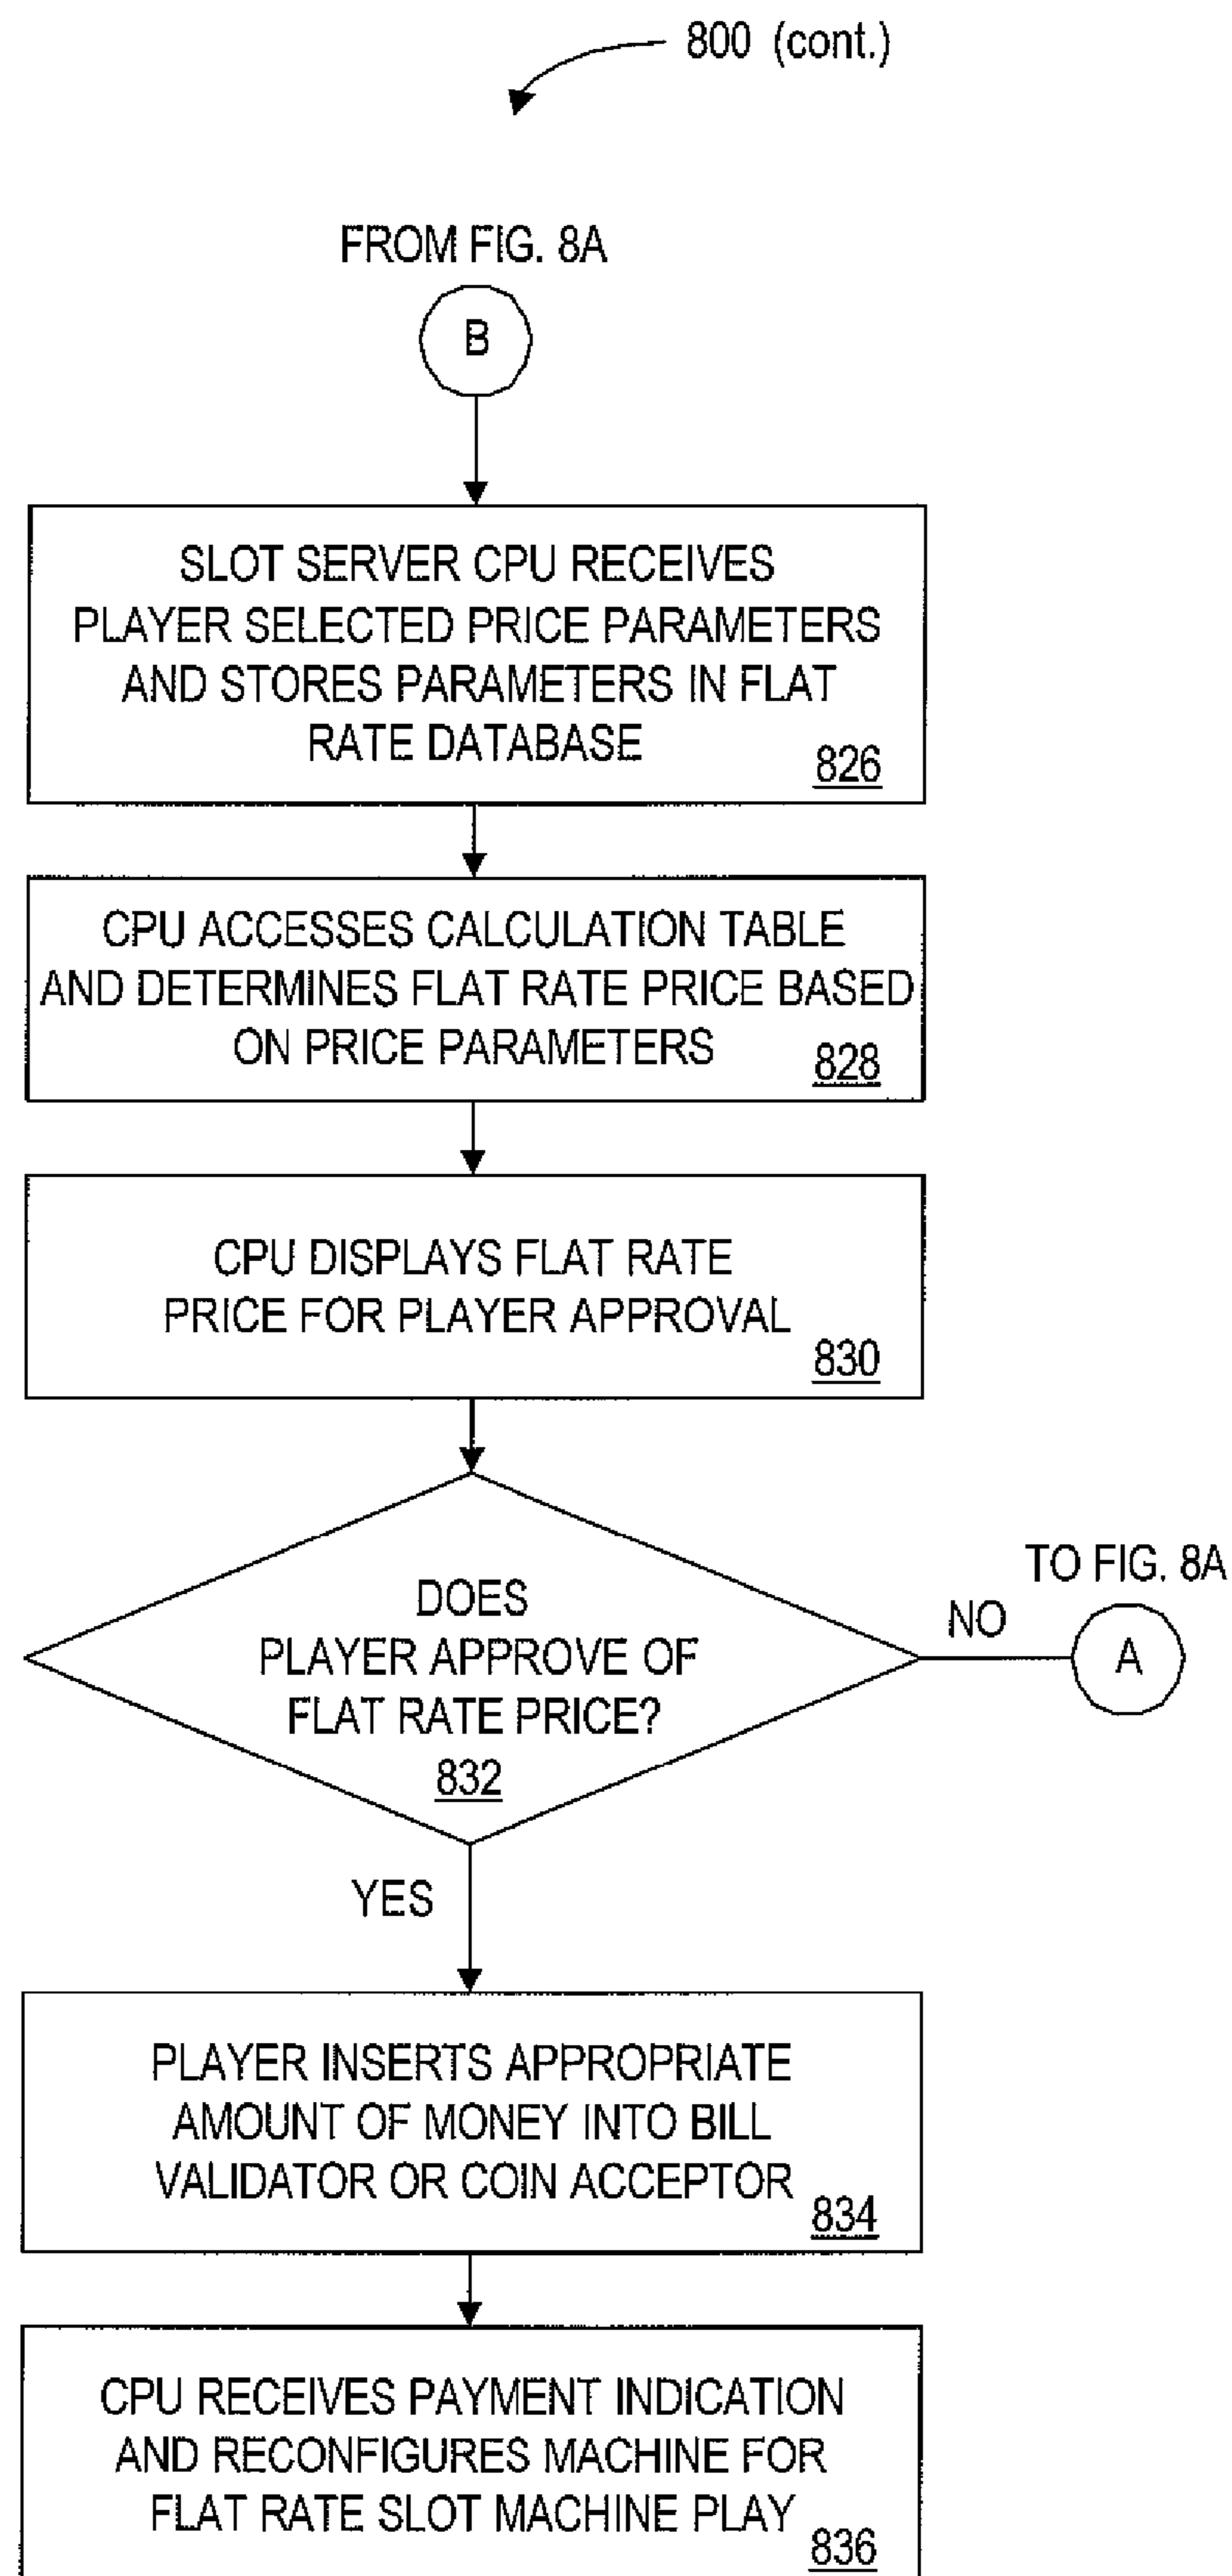 800 (cont.)
FROM FIG. 8A
B
SLOT SERVER CPU RECEIVES
PLAYER SELECTED PRICE PARAMETERS
AND STORES PARAMETERS IN FLAT
RATE DATABASE
826
CPU ACCESSES CALCULATION TABLE
AND DETERMINES FLAT RATE PRICE BASED
ON PRICE PARAMETERS
828
CPU DISPLAYS FLAT RATE
PRICE FOR PLAYER APPROVAL
830
DOES
PLAYER APPROVE OF
FLAT RATE PRICE?
832
NO
TO FIG. 8A
A
YES
PLAYER INSERTS APPROPRIATE
AMOUNT OF MONEY INTO BILL
VALIDATOR OR COIN ACCEPTOR
834
CPU RECEIVES PAYMENT INDICATION
AND RECONFIGURES MACHINE FOR
FLAT RATE SLOT MACHINE PLAY
836